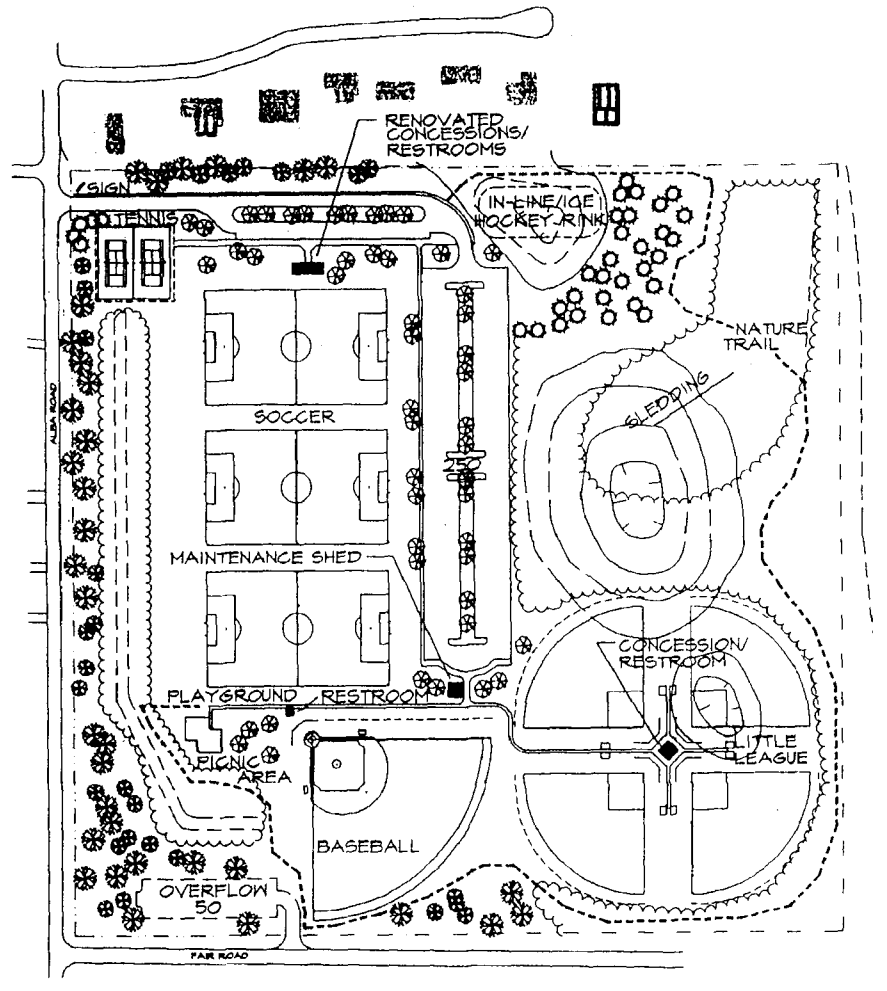 RENOVATED
CONCESSIONS/
RESTROOMS
SIGN
TENNIS
IN-LINE/ICE
HOCKEY RINK
NATURE
TRAIL
SLEDDING
ALBA ROAD
SOCCER
250
MAINTENANCE SHED
CONCESSION/
RESTROOM
PLAYGROUND
RESTROOM
PICNIC
AREA
LITTLE
LEAGUE
BASEBALL
OVERFLOW
50
FAIR ROAD